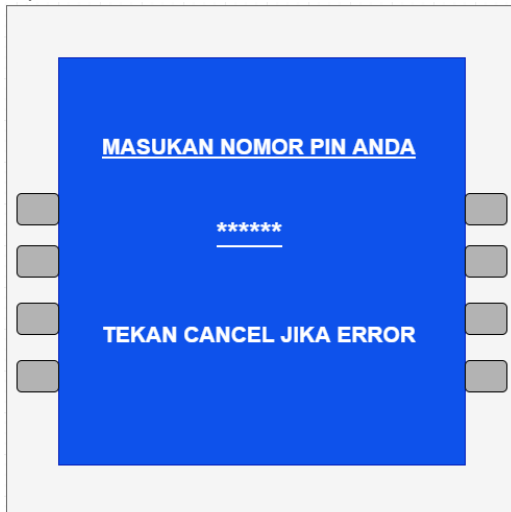 MASUKAN NOMOR PIN ANDA
******
TEKAN CANCEL JIKA ERROR